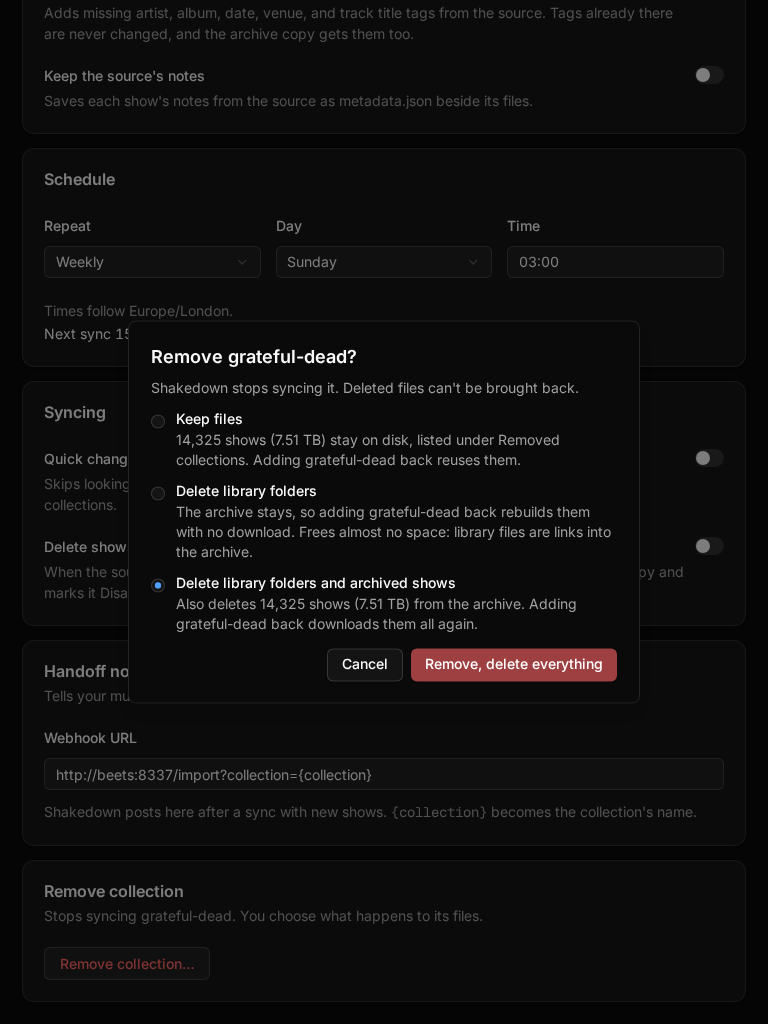 Adds missing artist, album, date, venue, and track title tags from the source. Tags already there
are never changed, and the archive copy gets them too.
Keep the source's notes
Saves each show's notes from the source as metadata.json beside its files.
Schedule
Repeat
Day
Time
Weekly
Sunday
03:00
Times follow Europe/London.
Next sync 15
Remove grateful-dead?
Shakedown stops syncing it. Deleted files can't be brought back.
Keep files
14,325 shows (7.51 TB) stay on disk, listed under Removed
collections. Adding grateful-dead back reuses them.
Delete library folders
The archive stays, so adding grateful-dead back rebuilds them
with no download. Frees almost no space: library files are links into
the archive.
Delete library folders and archived shows
Also deletes 14,325 shows (7.51 TB) from the archive. Adding
grateful-dead back downloads them all again.
Cancel
Remove, delete everything
Syncing
Quick chang
Skips looking
collections.
Delete show
When the sou
py and
marks it Disa
Handoff no
Tells your mu
Webhook URL
http://beets:8337/import?collection={collection}
Shakedown posts here after a sync with new shows. {collection} becomes the collection's name.
Remove collection
Stops syncing grateful-dead. You choose what happens to its files.
Remove collection...